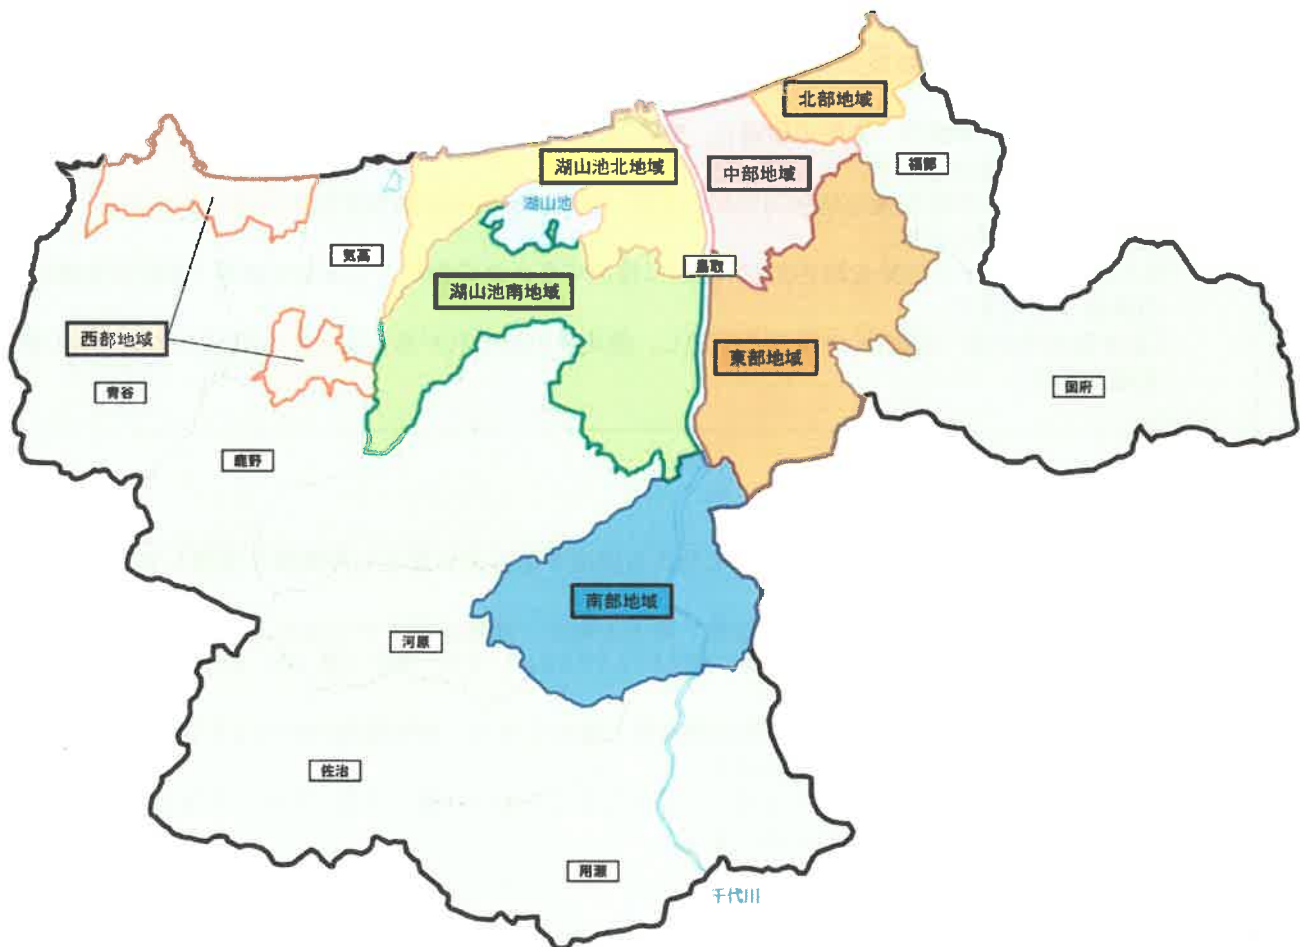 北部地域
湖山池北地域
中部地域
福部
湖山池
気高
鳥取
湖山池南地域
西部地域
東部地域
青谷
国府
鹿野
南部地域
河原
佐治
用瀬
千代川